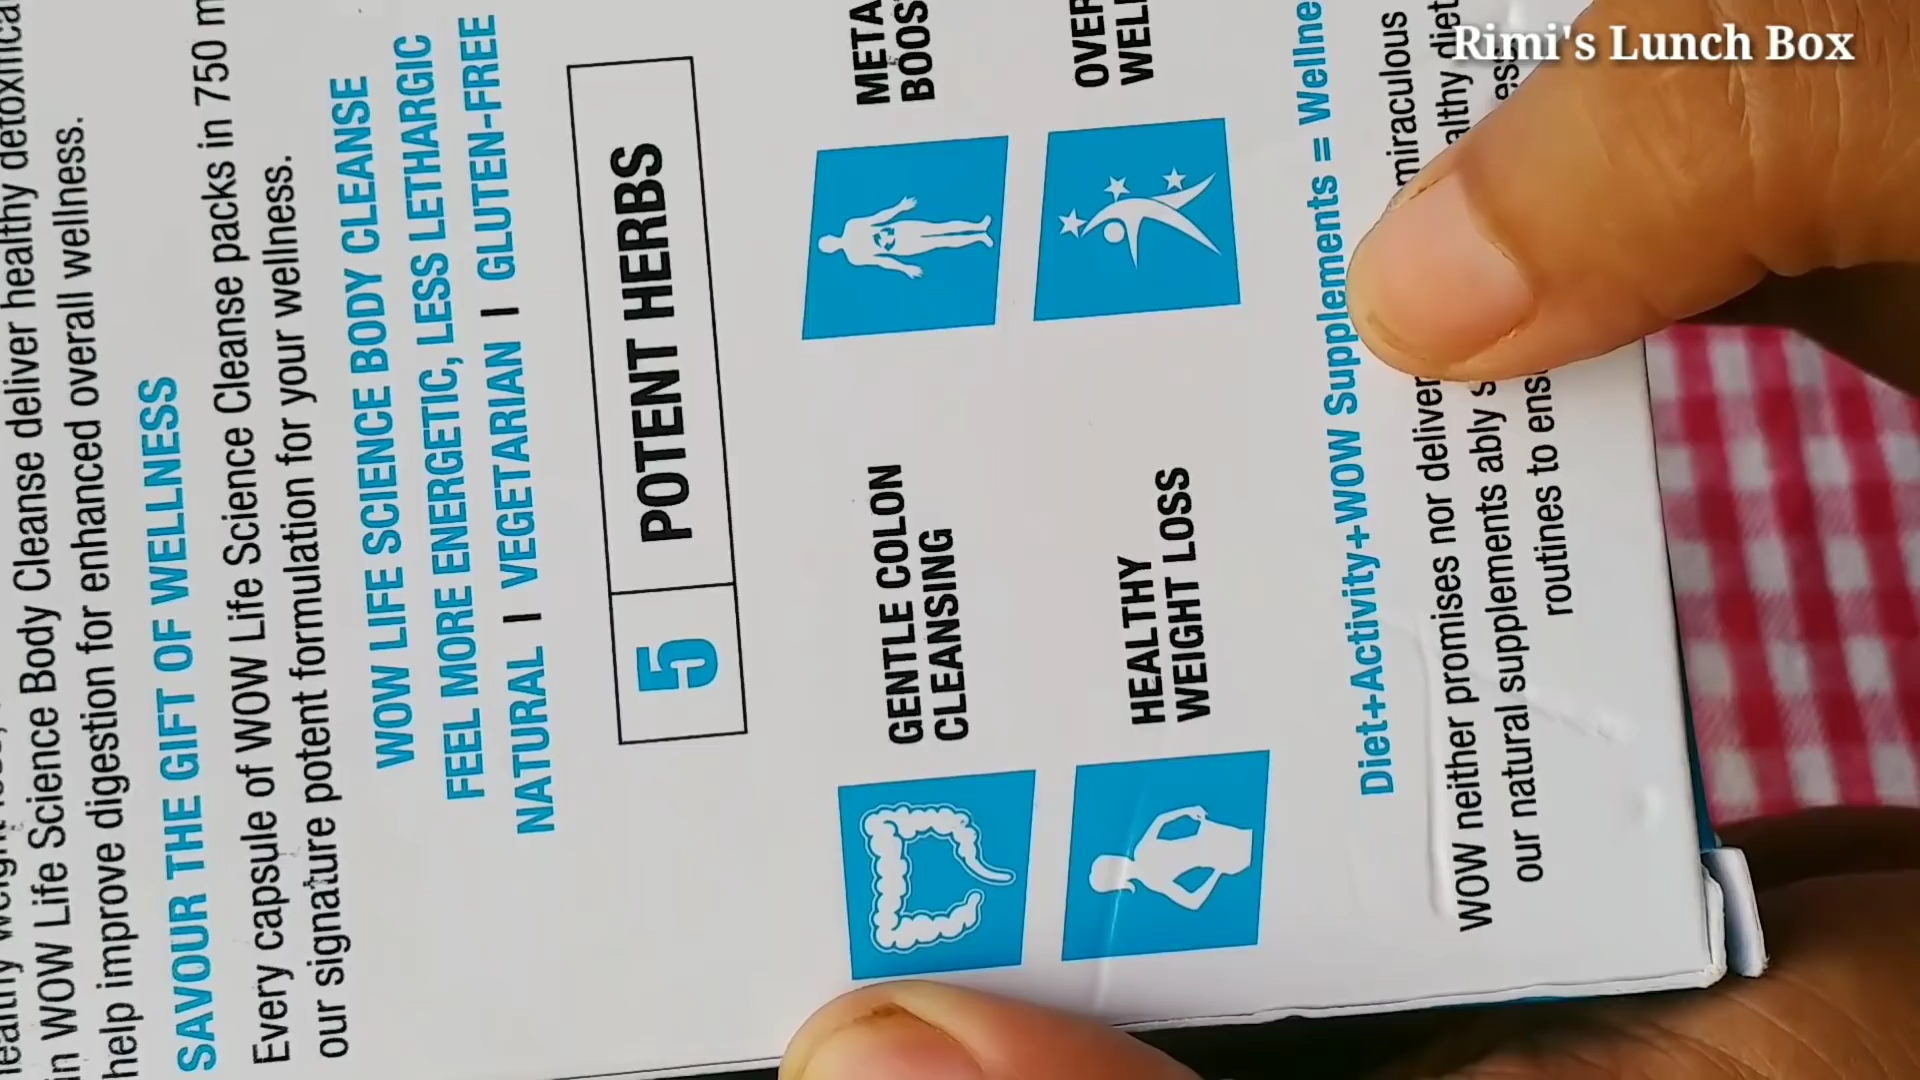 Rimi's Lunch Box
in WOW Life Science Body Cleanse deliver healthy
help improve digestion for enhanced overall wellness.
SAVOUR THE GIFT OF WELLNESS
Every capsule of WOW Life Science Cleanse packs in 750
our signature potent formulation for your wellness.
WOW LIFE SCIENCE BODY CLEANSE
FEEL MORE ENERGETIC, LESS LETHARGIC
NATURAL | VEGETARIAN | GLUTEN-FREE
5 POTENT HERBS
GENTLE COLON
CLEANSING
META
BOOS
HEALTHY
WEIGHT LOSS
OVER
WELL
Diet+Activity+WOW Supplements = Wellne
WOW neither promises nor deliver miraculous
our natural supplements ably
routines to